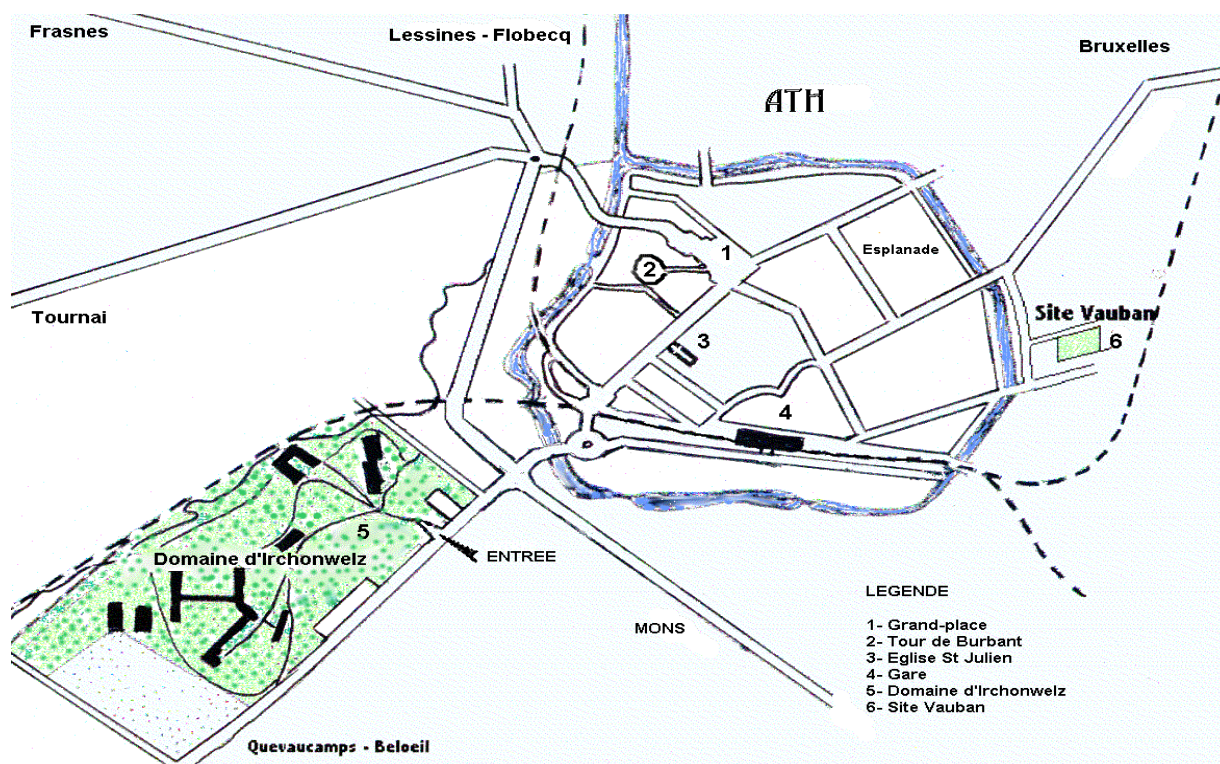 Frasnes
Lessines - Flobecq
Bruxelles
ATH
Esplanade
1
2
Tournai
Site Vauban
3
6
4
5
Domaine d'Irchonwelz
ENTREE
MONS
Quevaucamps - Beloeil
LEGENDE
1- Grand-place
2- Tour de Burbant
3- Eglise St Julien
4- Gare
5- Domaine d'Irchonwelz
6- Site Vauban